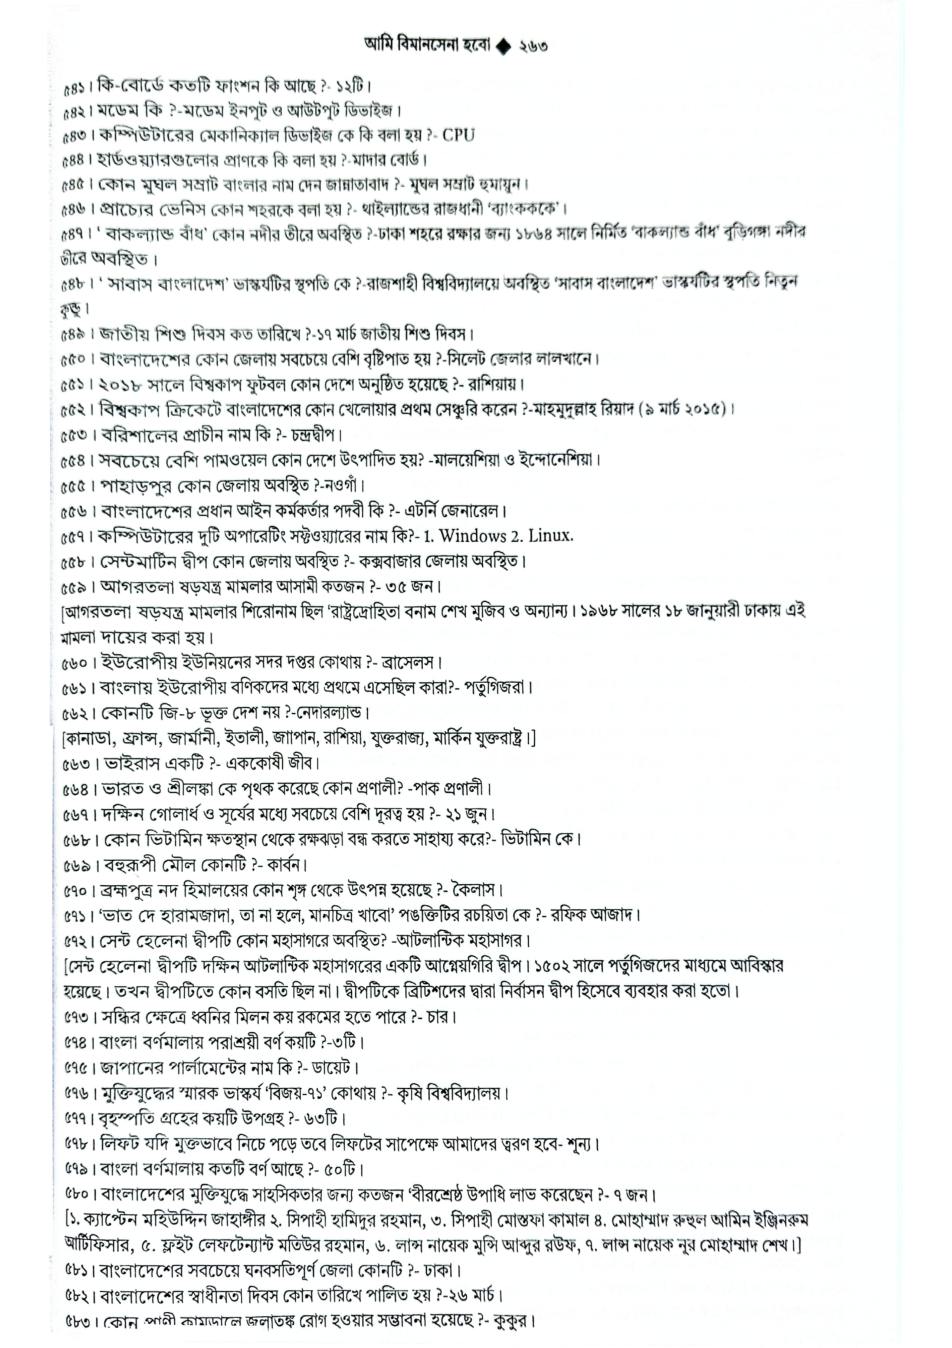 আমি বিমানসেনা হবো ◆ ২৬৩
৫৪১। কি-বোর্ডে কতটি ফাংশন কি আছে ?- ১২টি।
৫৪২। মডেম কি ?-মডেম ইনপুট ও আউটপুট ডিভাইজ।
৫৪৩। কম্পিউটারের মেকানিক্যাল ডিভাইজ কে কি বলা হয় ?- CPU
৫৪৪। হার্ডওয়্যারগুলোর প্রাণকে কি বলা হয় ?-মাদার বোর্ড।
৫৪৫। কোন মুঘল সম্রাট বাংলার নাম দেন জান্নাতাবাদ ?- মুঘল সম্রাট হুমায়ুন।
৫৪৬। প্রাচ্যের ভেনিস কোন শহরকে বলা হয় ?- থাইল্যান্ডের রাজধানী ‘ব্যাংকককে’।
৫৪৭। ‘ বাকল্যান্ড বাঁধ’ কোন নদীর তীরে অবস্থিত ?-ঢাকা শহরে রক্ষার জন্য ১৮৬৪ সালে নির্মিত ‘বাকল্যান্ড বাঁধ’ বুড়িগঙ্গা নদীর
তীরে অবস্থিত।
৫৪৮। ‘ সাবাস বাংলাদেশ’ ভাস্কর্যটির স্থপতি কে ?-রাজশাহী বিশ্ববিদ্যালয়ে অবস্থিত ‘সাবাস বাংলাদেশ’ ভাস্কর্যটির স্থপতি নিতুন
কুন্ডু।
৫৪৯। জাতীয় শিশু দিবস কত তারিখে ?-১৭ মার্চ জাতীয় শিশু দিবস।
৫৫০। বাংলাদেশের কোন জেলায় সবচেয়ে বেশি বৃষ্টিপাত হয় ?-সিলেট জেলার লালখানে।
৫৫১। ২০১৮ সালে বিশ্বকাপ ফুটবল কোন দেশে অনুষ্ঠিত হয়েছে ?- রাশিয়ায়।
৫৫২। বিশ্বকাপ ক্রিকেটে বাংলাদেশের কোন খেলোয়ার প্রথম সেঞ্চুরি করেন ?-মাহমুদুল্লাহ রিয়াদ (৯ মার্চ ২০১৫)।
৫৫৩। বরিশালের প্রাচীন নাম কি ?- চন্দ্রদ্বীপ।
৫৫৪। সবচেয়ে বেশি পামওয়েল কোন দেশে উৎপাদিত হয়? -মালয়েশিয়া ও ইন্দোনেশিয়া।
৫৫৫। পাহাড়পুর কোন জেলায় অবস্থিত ?-নওগাঁ।
৫৫৬। বাংলাদেশের প্রধান আইন কর্মকর্তার পদবী কি ?- এটর্নি জেনারেল।
৫৫৭। কম্পিউটারের দুটি অপারেটিং সফ্টওয়্যারের নাম কি?- 1. Windows 2. Linux.
৫৫৮। সেন্টমার্টিন দ্বীপ কোন জেলায় অবস্থিত ?- কক্সবাজার জেলায় অবস্থিত।
৫৫৯। আগরতলা ষড়যন্ত্র মামলার আসামী কতজন ?- ৩৫ জন।
[আগরতলা ষড়যন্ত্র মামলার শিরোনাম ছিল ‘রাষ্ট্রদ্রোহিতা বনাম শেখ মুজিব ও অন্যান্য। ১৯৬৮ সালের ১৮ জানুয়ারী ঢাকায় এই
মামলা দায়ের করা হয়।
৫৬০। ইউরোপীয় ইউনিয়নের সদর দপ্তর কোথায় ?- ব্রাসেলস।
৫৬১। বাংলায় ইউরোপীয় বণিকদের মধ্যে প্রথমে এসেছিল কারা?- পর্তুগিজরা।
৫৬২। কোনটি জি-৮ ভূক্ত দেশ নয় ?-নেদারল্যান্ড।
[কানাডা, ফ্রান্স, জার্মানী, ইতালী, জাাপান, রাশিয়া, যুক্তরাজ্য, মার্কিন যুক্তরাষ্ট্র।]
৫৬৩। ভাইরাস একটি ?- এককোষী জীব।
৫৬৪। ভারত ও শ্রীলঙ্কা কে পৃথক করেছে কোন প্রণালী? -পাক প্রণালী।
৫৬৭। দক্ষিন গোলার্ধ ও সূর্যের মধ্যে সবচেয়ে বেশি দূরত্ব হয় ?- ২১ জুন।
৫৬৮। কোন ভিটামিন ক্ষতস্থান থেকে রক্ষঝড়া বন্ধ করতে সাহায্য করে?- ভিটামিন কে।
৫৬৯। বহুরূপী মৌল কোনটি ?- কার্বন।
৫৭০। ব্রহ্মপুত্র নদ হিমালয়ের কোন শৃঙ্গ থেকে উৎপন্ন হয়েছে ?- কৈলাস।
৫৭১। ‘ভাত দে হারামজাদা, তা না হলে, মানচিত্র খাবো’ পঙক্তিটির রচয়িতা কে ?- রফিক আজাদ।
৫৭২। সেন্ট হেলেনা দ্বীপটি কোন মহাসাগরে অবস্থিত? -আটলান্টিক মহাসাগর।
[সেন্ট হেলেনা দ্বীপটি দক্ষিন আটলান্টিক মহাসাগরের একটি আগ্নেয়গিরি দ্বীপ। ১৫০২ সালে পর্তুগিজদের মাধ্যমে আবিস্কার
হয়েছে। তখন দ্বীপটিতে কোন বসতি ছিল না। দ্বীপটিকে ব্রিটিশদের দ্বারা নির্বাসন দ্বীপ হিসেবে ব্যবহার করা হতো।
৫৭৩। সন্ধির ক্ষেত্রে ধ্বনির মিলন কয় রকমের হতে পারে ?- চার।
৫৭৪। বাংলা বর্ণমালায় পরাশ্রয়ী বর্ণ কয়টি ?-৩টি।
৫৭৫। জাপানের পার্লামেন্টের নাম কি ?- ডায়েট।
৫৭৬। মুক্তিযুদ্ধের স্মারক ভাস্কর্য ‘বিজয়-৭১’ কোথায় ?- কৃষি বিশ্ববিদ্যালয়।
৫৭৭। বৃহস্পতি গ্রহের কয়টি উপগ্রহ ?- ৬৩টি।
৫৭৮। লিফট যদি মুক্তভাবে নিচে পড়ে তবে লিফটের সাপেক্ষে আমাদের ত্বরণ হবে- শূন্য।
৫৭৯। বাংলা বর্ণমালায় কতটি বর্ণ আছে ?- ৫০টি।
৫৮০। বাংলাদেশের মুক্তিযুদ্ধে সাহসিকতার জন্য কতজন ‘বীরশ্রেষ্ঠ উপাধি লাভ করেছেন ?- ৭ জন।
[১. ক্যাপ্টেন মহিউদ্দিন জাহাঙ্গীর ২. সিপাহী হামিদুর রহমান, ৩. সিপাহী মোস্তফা কামাল ৪. মোহাম্মাদ রুহুল আমিন ইঞ্জিনরুম
আর্টিফিসার, ৫. ফ্লইট লেফটেন্যান্ট মতিউর রহমান, ৬. লান্স নায়েক মুন্সি আব্দুর রউফ, ৭. লান্স নায়েক নূর মোহাম্মাদ শেখ।]
৫৮১। বাংলাদেশের সবচেয়ে ঘনবসতিপূর্ণ জেলা কোনটি ?- ঢাকা।
৫৮২। বাংলাদেশের স্বাধীনতা দিবস কোন তারিখে পালিত হয় ?-২৬ মার্চ।
৫৮৩। কোন প্রাণী কামড়ালে জলাতঙ্ক রোগ হওয়ার সম্ভাবনা হয়েছে ?- কুকুর।